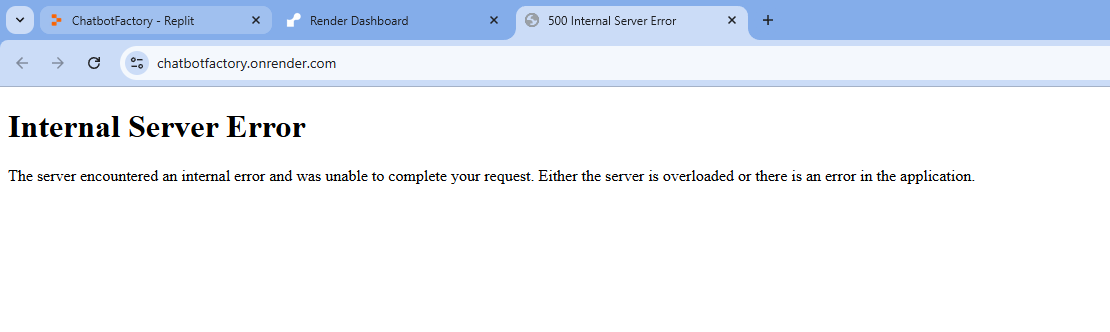 ChatbotFactory - Replit
Render Dashboard
500 Internal Server Error
chatbotfactory.onrender.com
Internal Server Error
The server encountered an internal error and was unable to complete your request. Either the server is overloaded or there is an error in the application.